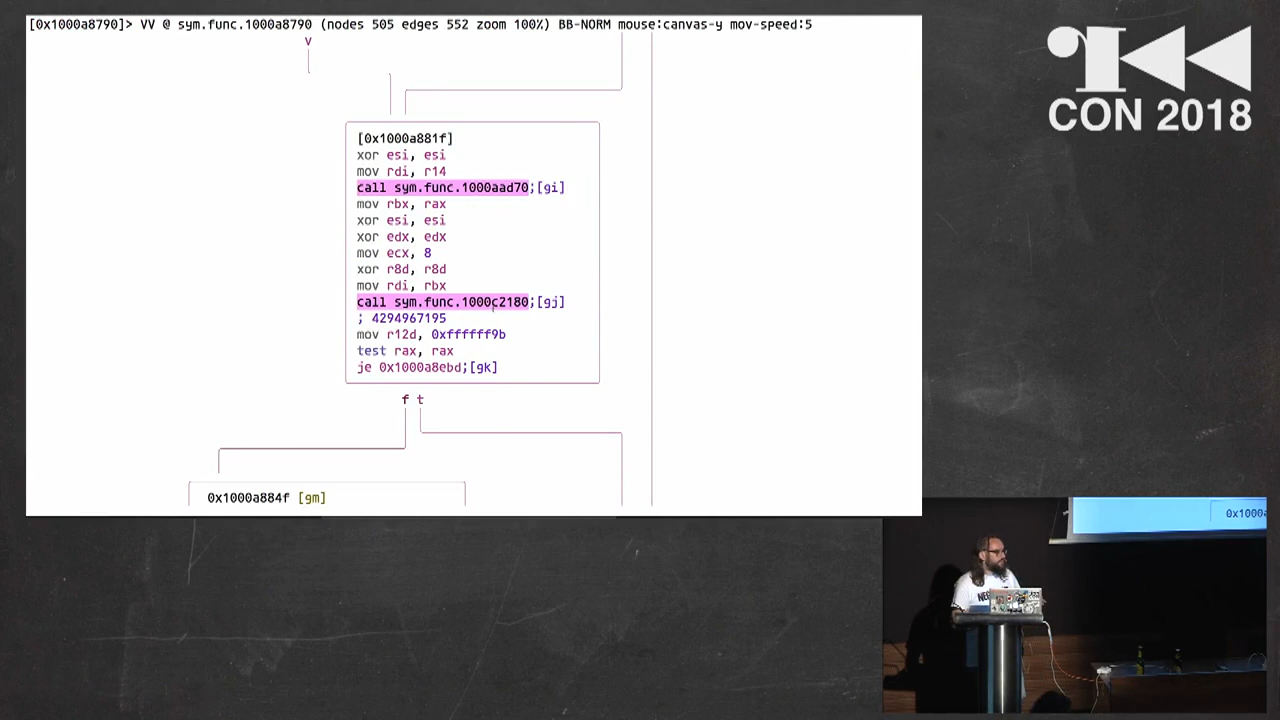 [0x1000a8790]> VV @ sym.func.1000a8790 (nodes 505 edges 552 zoom 100%) BB-NORM mouse:canvas-y mov-speed:5
v
[0x1000a881f]
xor esi, esi
mov rdi, r14
call sym.func.1000aad70;[gi]
mov rbx, rax
xor esi, esi
xor edx, edx
mov ecx, 8
xor r8d, r8d
mov rdi, rbx
call sym.func.1000c2180;[gj]
; 4294967195
mov r12d, 0xffffff9b
test rax, rax
je 0x1000a8ebd;[gk]
f t
0x1000a884f [gm]
CON 2018
0x1000a